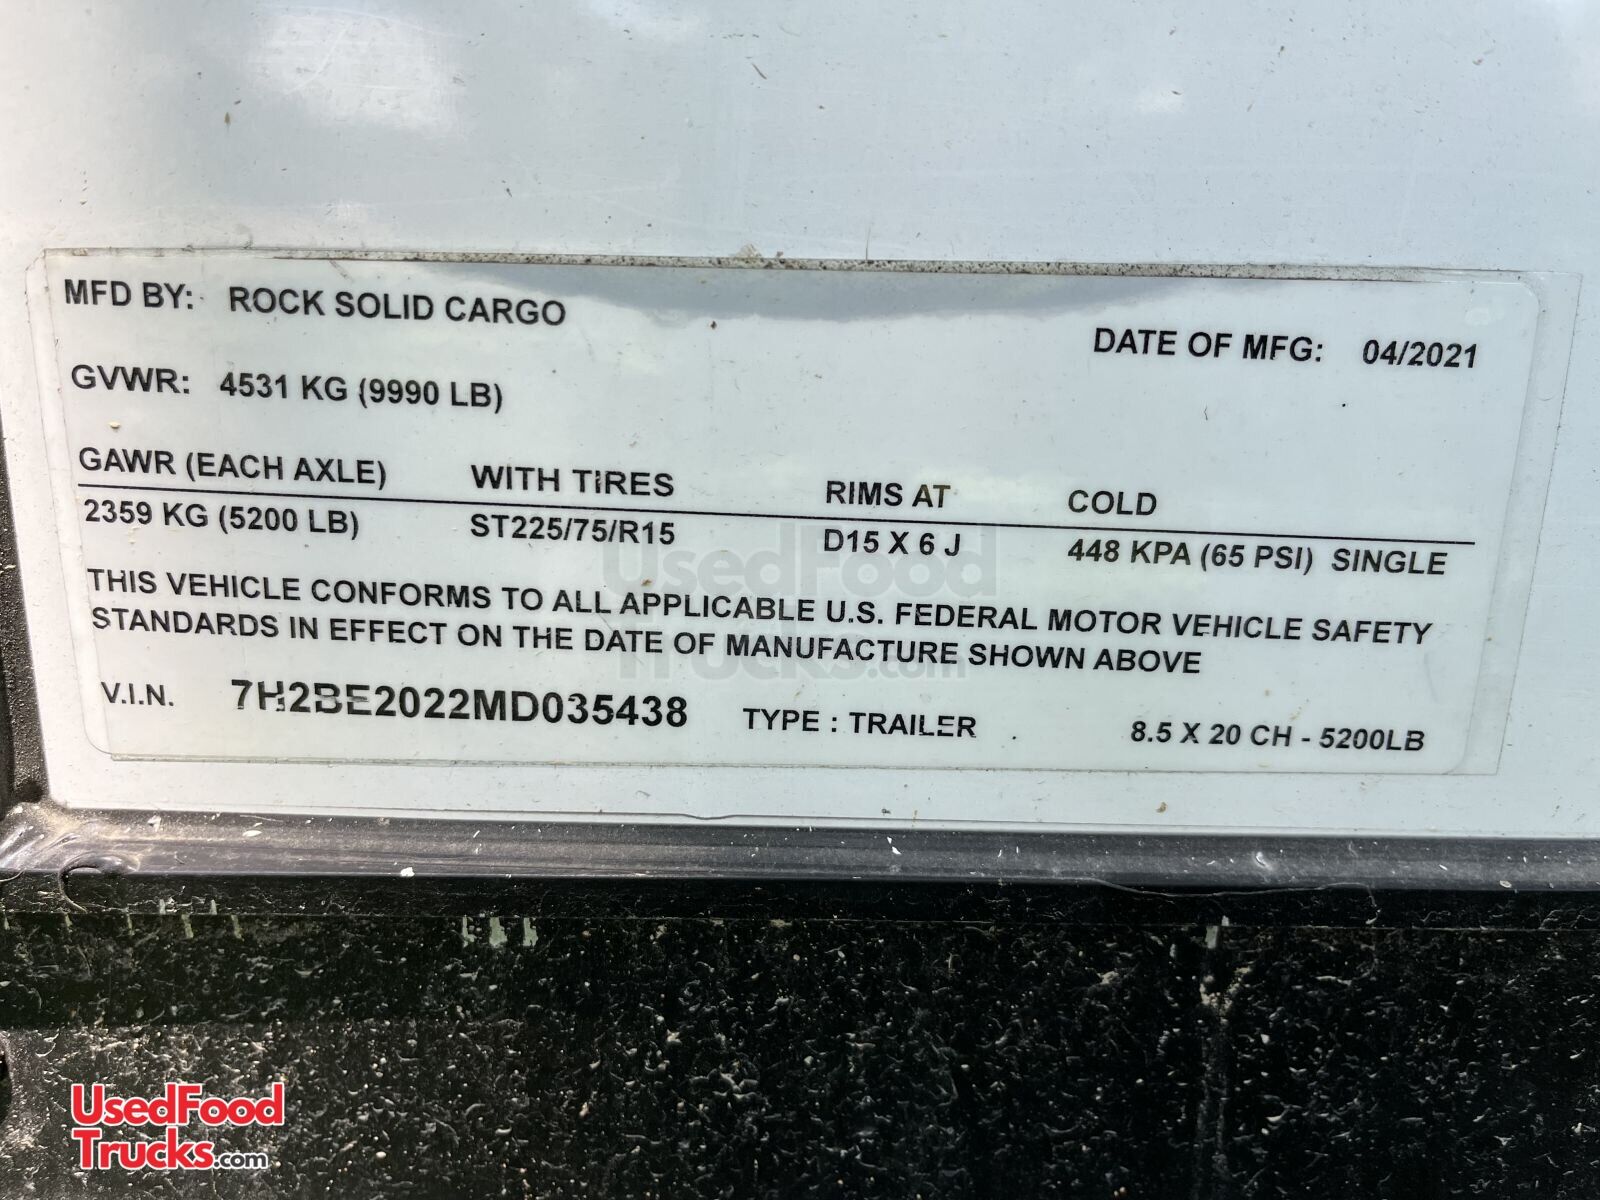 MFD BY: ROCK SOLID CARGO
DATE OF MFG: 04/2021
GVWR: 4531 KG (9990 LB)
GAWR (EACH AXLE) WITH TIRES RIMS AT COLD
2359 KG (5200 LB) ST225/75/R15 D15 X 6 J 448 KPA (65 PSI) SINGLE
THIS VEHICLE CONFORMS TO ALL APPLICABLE U.S. FEDERAL MOTOR VEHICLE SAFETY
STANDARDS IN EFFECT ON THE DATE OF MANUFACTURE SHOWN ABOVE
V.I.N. 7H2BE2022MD035438 TYPE : TRAILER 8.5 X 20 CH - 5200LB
UsedFood
Trucks.com
UsedFood
Trucks.com